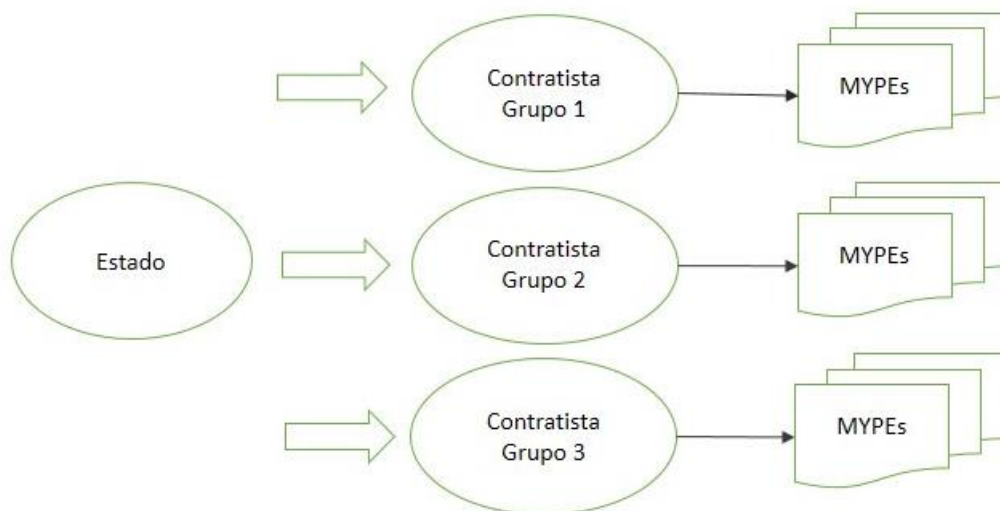 Contratista
Grupo 1
MYPEs
Estado
Contratista
Grupo 2
MYPEs
Contratista
Grupo 3
MYPEs